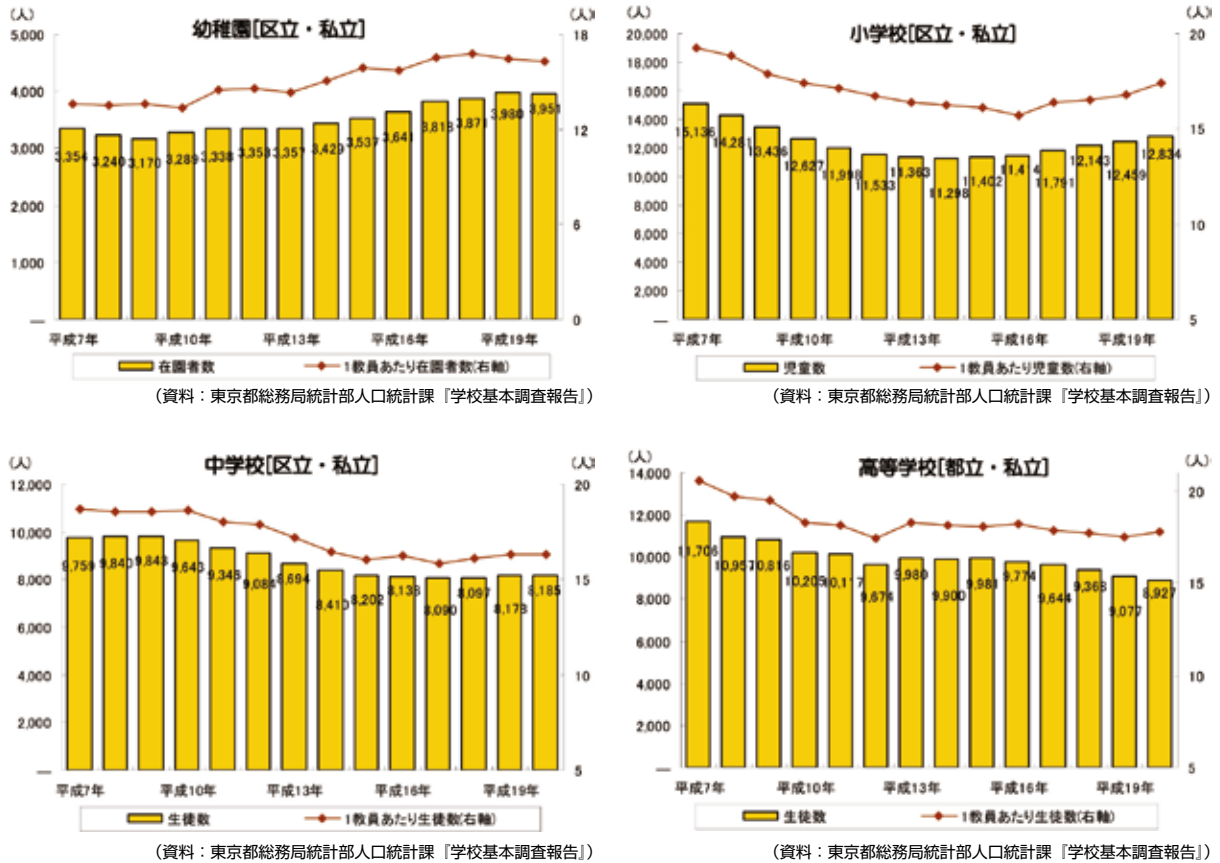 幼稚園[区立・私立]
(人)
(人)
5,000
4,000
3,000
2,000
1,000
—
18
12
6
0
3,354
3,240
3,170
3,289
3,338
3,353
3,357
3,429
3,537
3,641
3,818
3,871
3,980
3,951
平成7年
平成10年
平成13年
平成16年
平成19年
在園者数
1教員あたり在園者数(右軸)
(資料：東京都総務局統計部人口統計課『学校基本調査報告』)
小学校[区立・私立]
(人)
(人)
20,000
18,000
16,000
14,000
12,000
10,000
8,000
6,000
4,000
2,000
—
20
15
10
5
15,136
14,281
13,436
12,627
11,998
11,533
11,363
11,298
11,402
11,4 4
11,791
12,143
12,459
12,834
平成7年
平成10年
平成13年
平成16年
平成19年
児童数
1教員あたり児童数(右軸)
(資料：東京都総務局統計部人口統計課『学校基本調査報告』)
中学校[区立・私立]
(人)
(人)
12,000
10,000
8,000
6,000
4,000
2,000
—
20
15
10
5
9,759
9,840
9,843
9,643
9,084
8,694
8,410
8,202
8,090
8,097
8,185
平成7年
平成10年
平成13年
平成16年
平成19年
生徒数
1教員あたり生徒数(右軸)
(資料：東京都総務局統計部人口統計課『学校基本調査報告』)
高等学校[都立・私立]
(人)
(人)
14,000
12,000
10,000
8,000
6,000
4,000
2,000
—
20
15
10
5
11,706
10,957
10,816
10,205
10,117
9,674
9,980
9,900
9,981
9,774
9,644
9,368
9,077
8,927
平成7年
平成10年
平成13年
平成16年
平成19年
生徒数
1教員あたり生徒数(右軸)
(資料：東京都総務局統計部人口統計課『学校基本調査報告』)